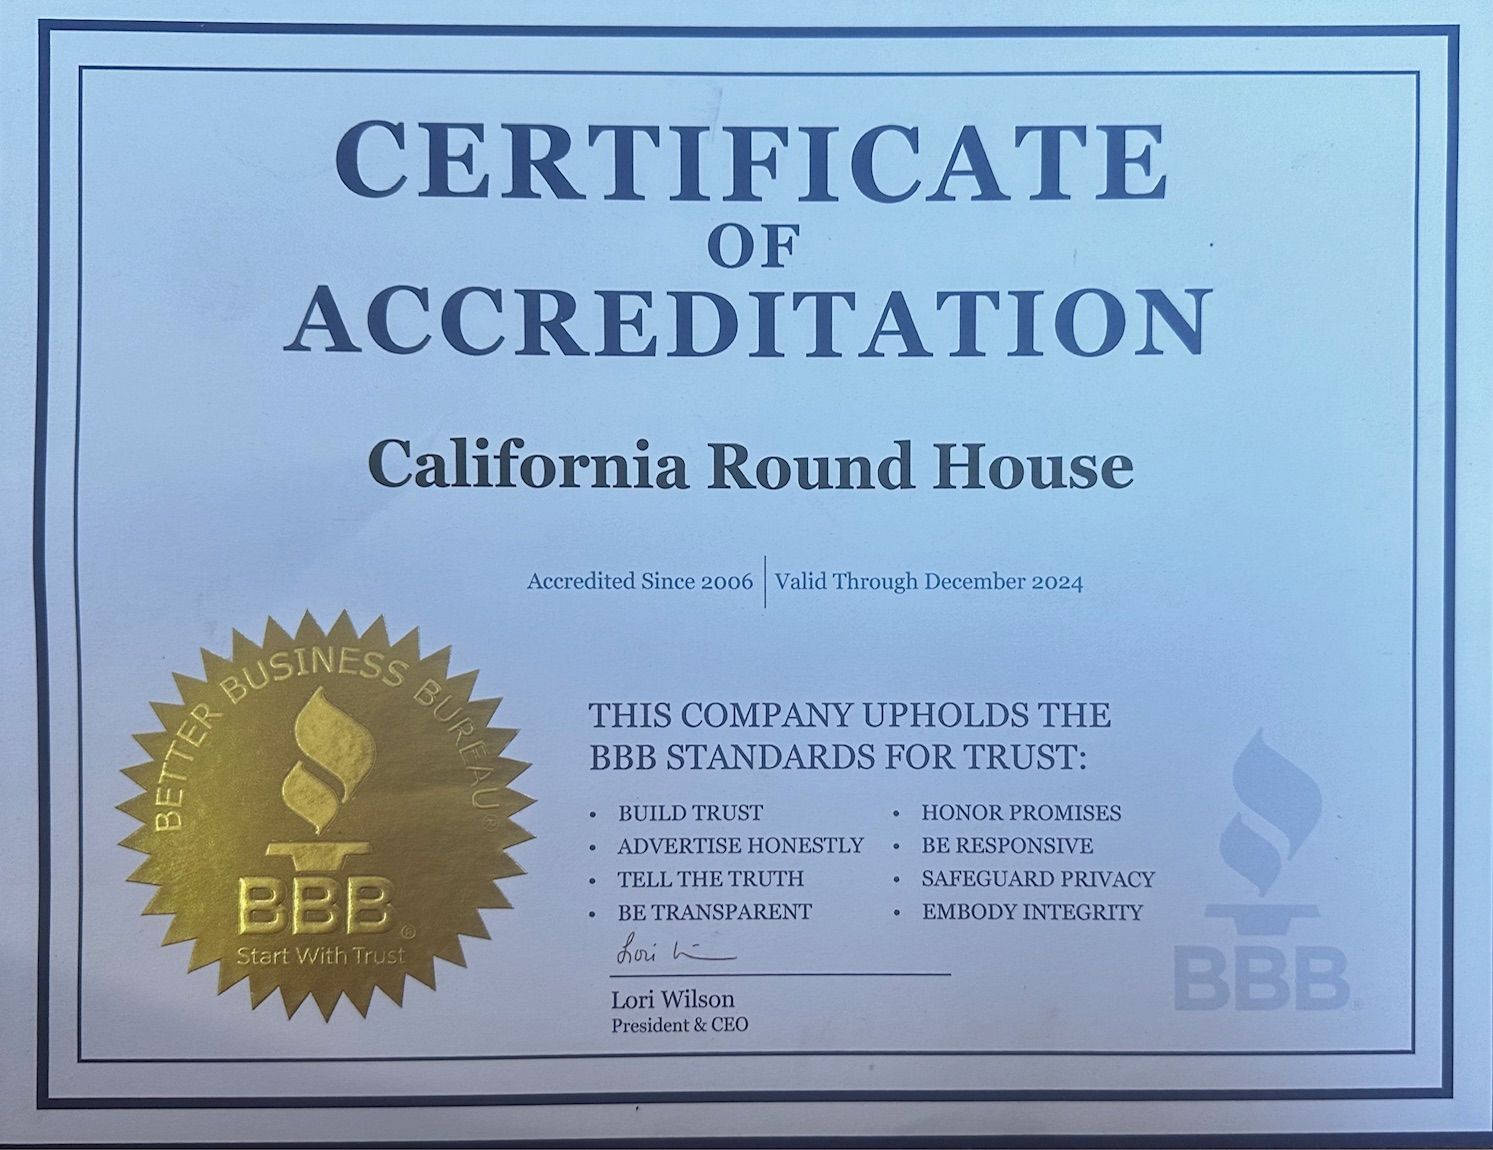 CERTIFICATE
OF
ACCREDITATION
California Round House
Accredited Since 2006 | Valid Through December 2024
BETTER BUSINESS BUREAU®
BBB®
Start With Trust
THIS COMPANY UPHOLDS THE
BBB STANDARDS FOR TRUST:
• BUILD TRUST
• ADVERTISE HONESTLY
• TELL THE TRUTH
• BE TRANSPARENT
• HONOR PROMISES
• BE RESPONSIVE
• SAFEGUARD PRIVACY
• EMBODY INTEGRITY
Lori
Lori Wilson
President & CEO
BBB®